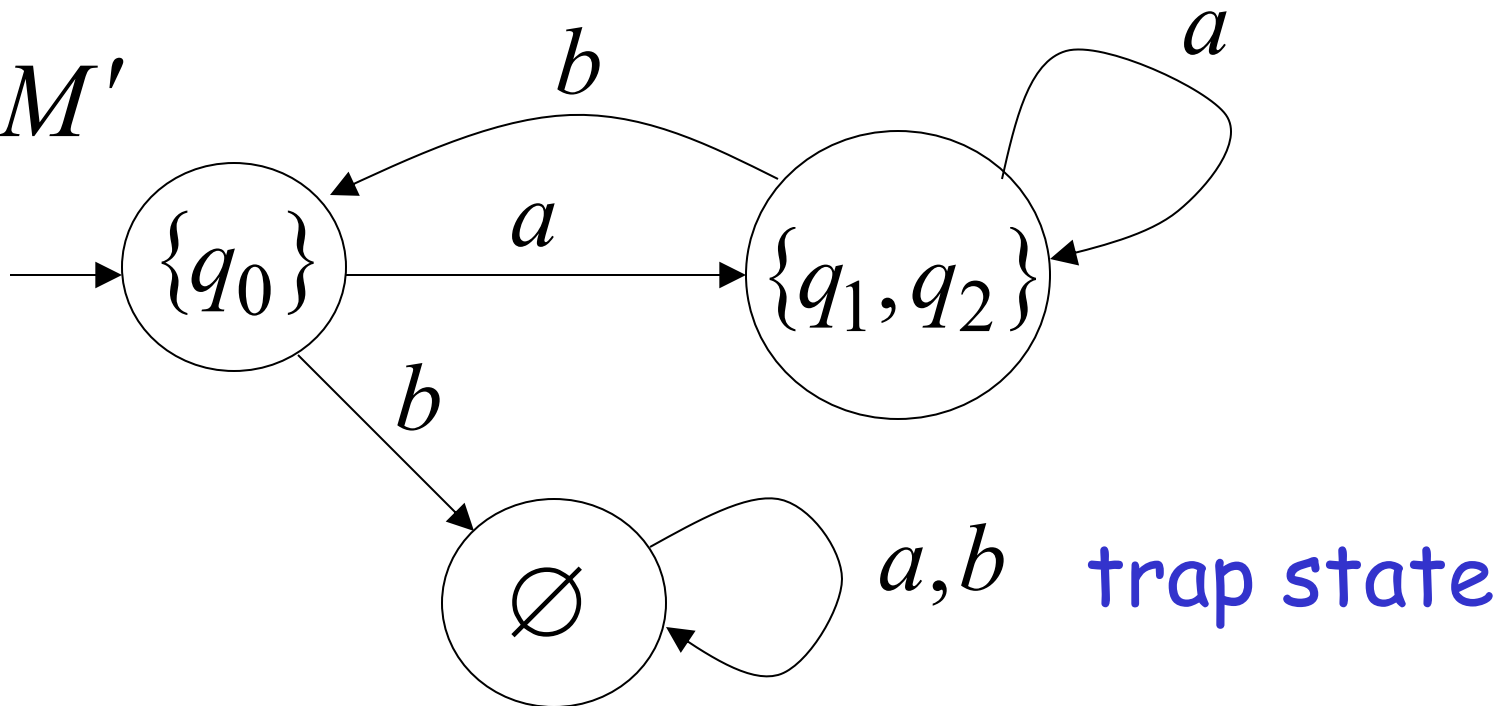 a
b
M′
a
{q₀}
{q₁,q₂}
b
∅
a,b
trap state